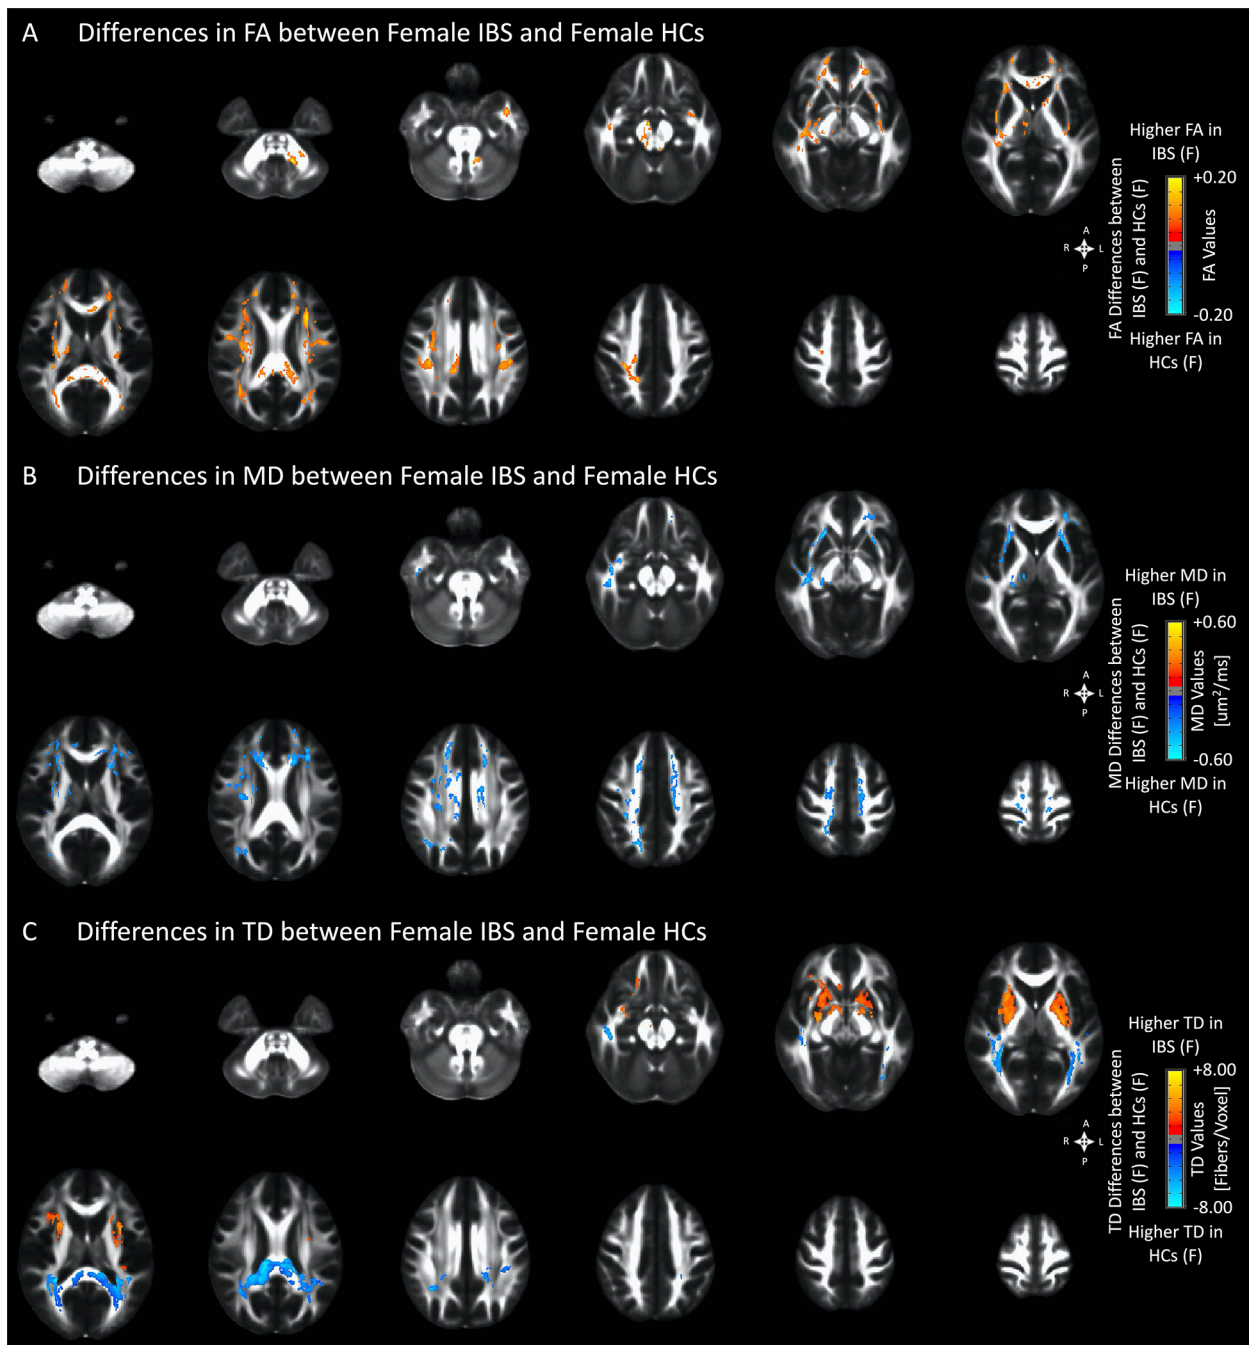 A Differences in FA between Female IBS and Female HCs
Higher FA in
IBS (F)
FA Differences between
IBS (F) and HCs (F)
+0.20
FA Values
-0.20
A
R L
P
Higher FA in
HCs (F)
B Differences in MD between Female IBS and Female HCs
Higher MD in
IBS (F)
MD Differences between
IBS (F) and HCs (F)
+0.60
MD Values
[um²/ms]
-0.60
A
R L
P
Higher MD in
HCs (F)
C Differences in TD between Female IBS and Female HCs
Higher TD in
IBS (F)
TD Differences between
IBS (F) and HCs (F)
+8.00
TD Values
[Fibers/Voxel]
-8.00
A
R L
P
Higher TD in
HCs (F)